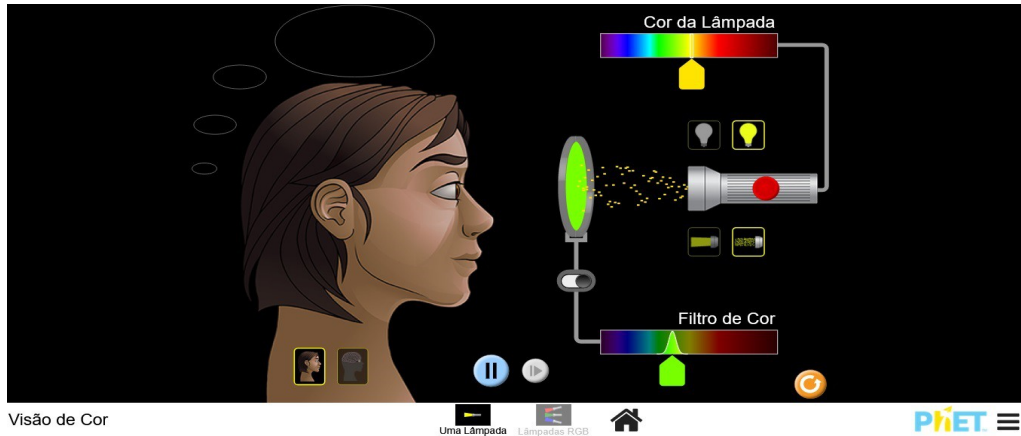 Cor da Lâmpada
Filtro de Cor
Visão de Cor
Uma Lâmpada
Lâmpadas RGB
PhET